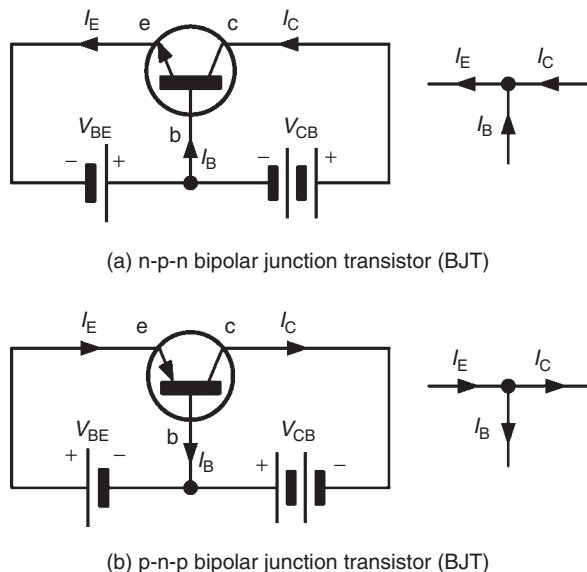 I_E e c I_C
I_E I_C
V_BE b V_CB
I_B
− + I_B − +
(a) n-p-n bipolar junction transistor (BJT)
I_E e c I_C
I_E I_C
V_BE b V_CB
I_B
+ − I_B + −
(b) p-n-p bipolar junction transistor (BJT)